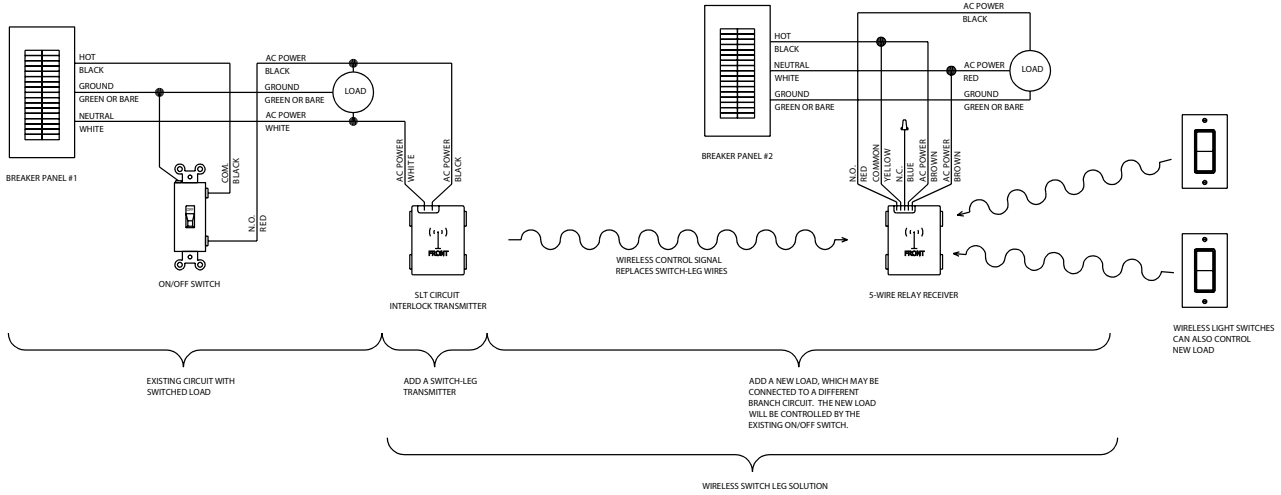 HOT
BLACK
GROUND
GREEN OR BARE
NEUTRAL
WHITE
BREAKER PANEL #1
COM.
BLACK
N.O.
RED
ON/OFF SWITCH
AC POWER
BLACK
GROUND
GREEN OR BARE
AC POWER
WHITE
LOAD
AC POWER
WHITE
AC POWER
BLACK
FRONT
SLT CIRCUIT
INTERLOCK TRANSMITTER
WIRELESS CONTROL SIGNAL
REPLACES SWITCH-LEG WIRES
HOT
BLACK
NEUTRAL
WHITE
GROUND
GREEN OR BARE
BREAKER PANEL #2
AC POWER
BLACK
AC POWER
RED
GROUND
GREEN OR BARE
LOAD
N.O.
RED
COMMON
YELLOW
N.C.
BLUE
AC POWER
BROWN
AC POWER
BROWN
FRONT
5-WIRE RELAY RECEIVER
WIRELESS LIGHT SWITCHES
CAN ALSO CONTROL
NEW LOAD
EXISTING CIRCUIT WITH
SWITCHED LOAD
ADD A SWITCH-LEG
TRANSMITTER
ADD A NEW LOAD, WHICH MAY BE
CONNECTED TO A DIFFERENT
BRANCH CIRCUIT. THE NEW LOAD
WILL BE CONTROLLED BY THE
EXISTING ON/OFF SWITCH.
WIRELESS SWITCH LEG SOLUTION